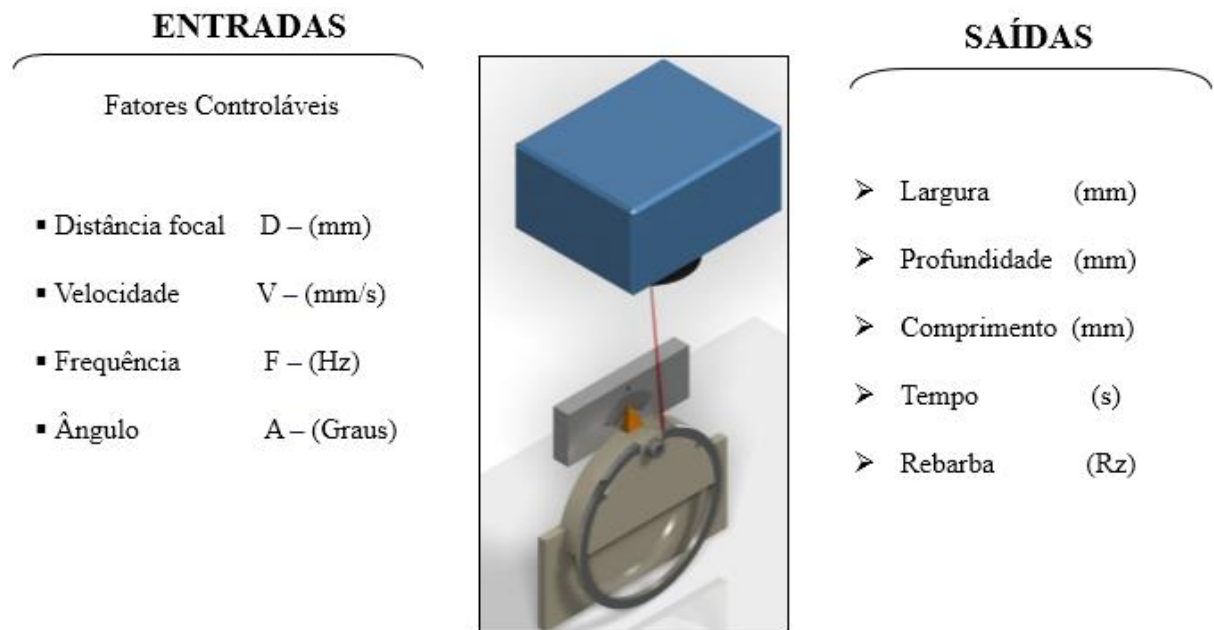 ENTRADAS
Fatores Controláveis
▪ Distância focal D – (mm)
▪ Velocidade V – (mm/s)
▪ Frequência F – (Hz)
▪ Ângulo A – (Graus)
SAÍDAS
➢ Largura (mm)
➢ Profundidade (mm)
➢ Comprimento (mm)
➢ Tempo (s)
➢ Rebarba (Rz)